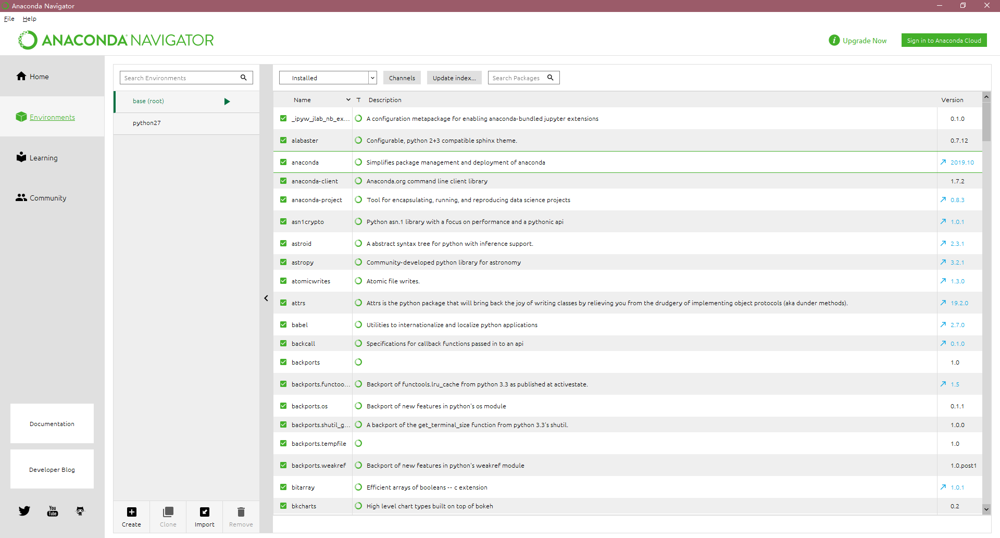 Anaconda Navigator
File Help
ANACONDA NAVIGATOR
Upgrade Now
Sign in to Anaconda Cloud
Home
Environments
Learning
Community
Documentation
Developer Blog
You Tube
Search Environments
base (root)
python27
Create Clone Import Remove
Installed Channels Update index... Search Packages
Name T Description Version
_ipyw_jlab_nb_ex... A configuration metapackage for enabling anaconda-bundled jupyter extensions 0.1.0
alabaster Configurable, python 2+3 compatible sphinx theme. 0.7.12
anaconda Simplifies package management and deployment of anaconda 2019.10
anaconda-client Anaconda.org command line client library 1.7.2
anaconda-project Tool for encapsulating, running, and reproducing data science projects 0.8.3
asn1crypto Python asn.1 library with a focus on performance and a pythonic api 1.0.1
astroid A abstract syntax tree for python with inference support. 2.3.1
astropy Community-developed python library for astronomy 3.2.1
atomicwrites Atomic file writes. 1.3.0
attrs Attrs is the python package that will bring back the joy of writing classes by relieving you from the drudgery of implementing object protocols (aka dunder methods). 19.2.0
babel Utilities to internationalize and localize python applications 2.7.0
backcall Specifications for callback functions passed in to an api 0.1.0
backports 1.0
backports.functoo... Backport of functools.lru_cache from python 3.3 as published at activestate. 1.5
backports.os Backport of new features in python's os module 0.1.1
backports.shutil_g... A backport of the get_terminal_size function from python 3.3's shutil. 1.0.0
backports.tempfile 1.0
backports.weakref Backport of new features in python's weakref module 1.0.post1
bitarray Efficient arrays of booleans -- c extension 1.0.1
bkcharts High level chart types built on top of bokeh 0.2